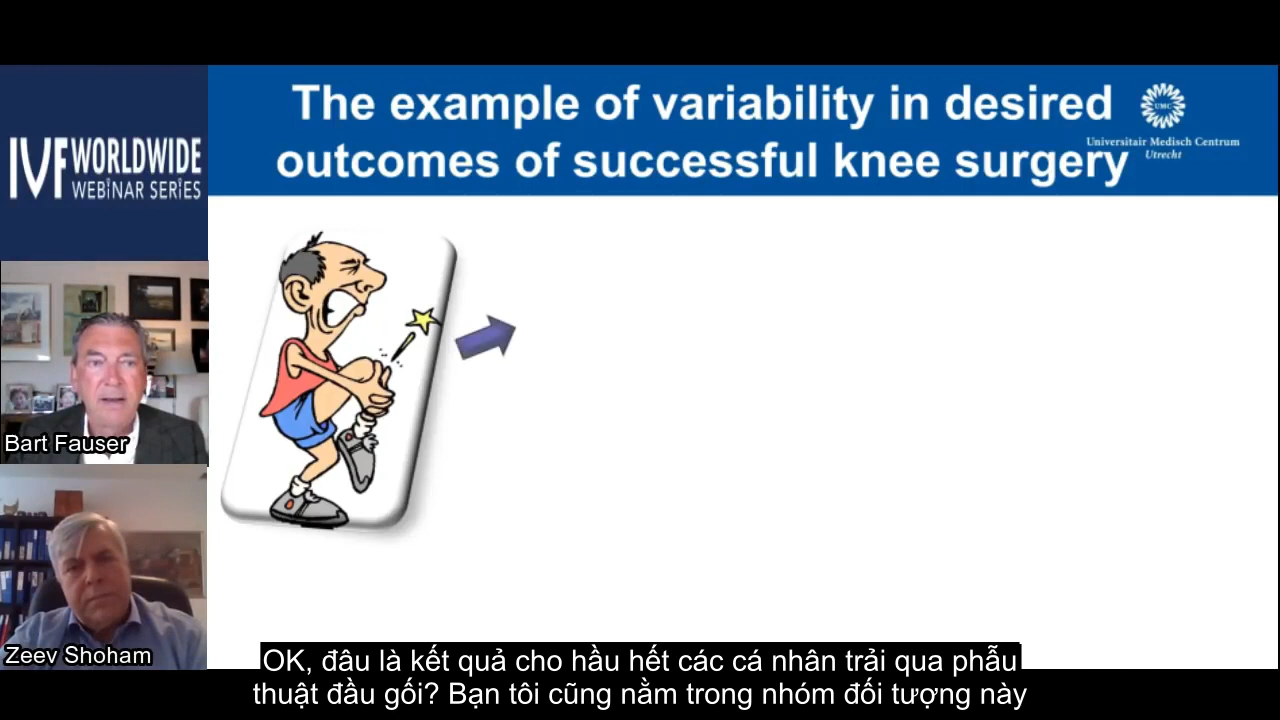 The example of variability in desired
outcomes of successful knee surgery
UMC
Universitair Medisch Centrum
Utrecht
IVF WORLDWIDE
WEBINAR SERIES
Bart Fauser
Zeev Shoham
OK, đâu là kết quả cho hầu hết các cá nhân trải qua phẫu
thuật đầu gối? Bạn tôi cũng nằm trong nhóm đối tượng này